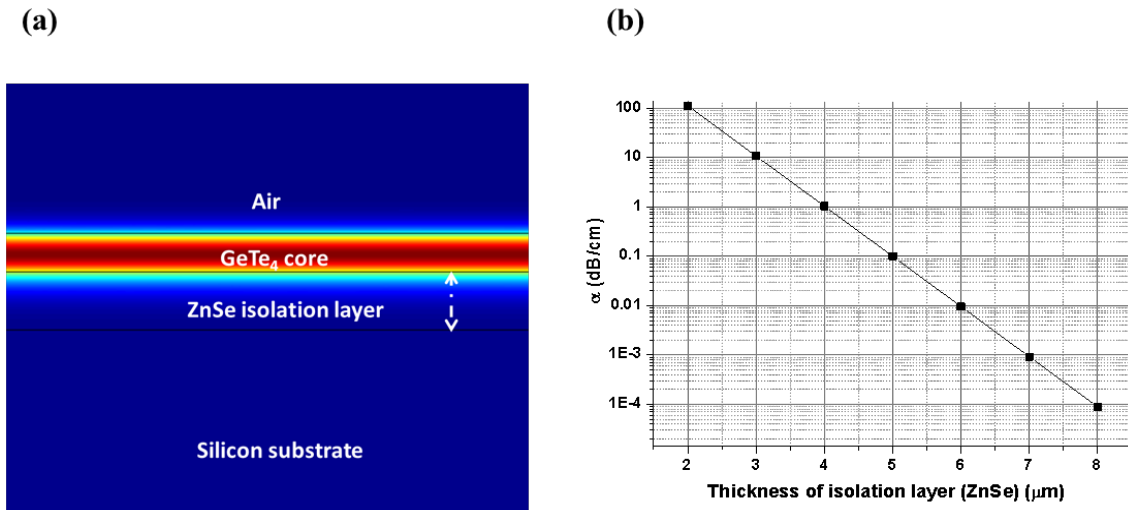 (a)
Air
GeTe₄ core
ZnSe isolation layer
Silicon substrate
(b)
α (dB/cm)
100
10
1
0.1
0.01
1E-3
1E-4
2 3 4 5 6 7 8
Thickness of isolation layer (ZnSe) (μm)